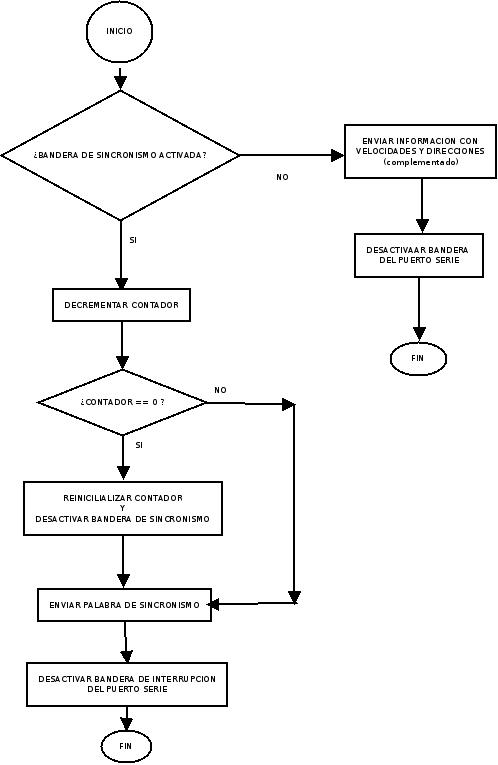 INICIO
¿BANDERA DE SINCRONISMO ACTIVADA?
NO
ENVIAR INFORMACION CON
VELOCIDADES Y DIRECCIONES
(complementado)
DESACTIVAAR BANDERA
DEL PUERTO SERIE
FIN
SI
DECREMENTAR CONTADOR
¿CONTADOR == 0 ?
NO
SI
REINICILIALIZAR CONTADOR
Y
DESACTIVAR BANDERA DE SINCRONISMO
ENVIAR PALABRA DE SINCRONISMO
DESACTIVAR BANDERA DE INTERRUPCION
DEL PUERTO SERIE
FIN